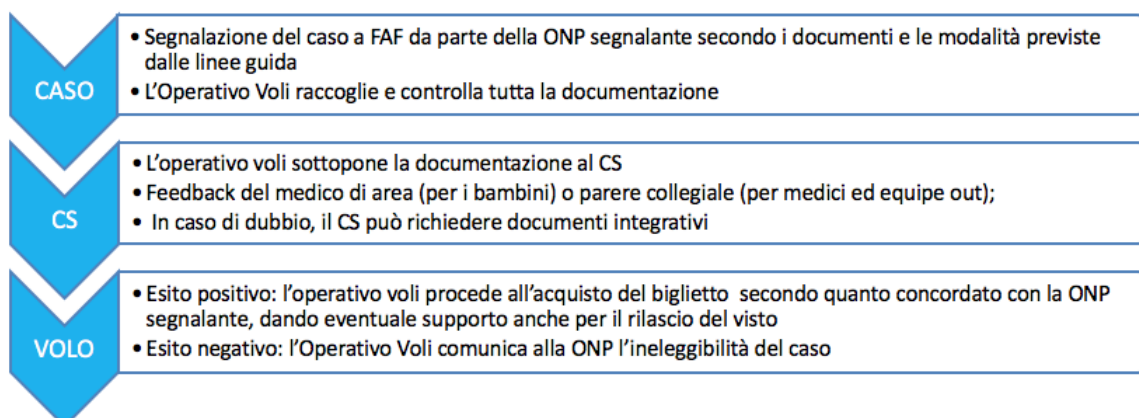 CASO
• Segnalazione del caso a FAF da parte della ONP segnalante secondo i documenti e le modalità previste
dalle linee guida
• L'Operativo Voli raccoglie e controlla tutta la documentazione
CS
• L'operativo voli sottopone la documentazione al CS
• Feedback del medico di area (per i bambini) o parere collegiale (per medici ed equipe out);
• In caso di dubbio, il CS può richiedere documenti integrativi
VOLO
• Esito positivo: l'operativo voli procede all'acquisto del biglietto secondo quanto concordato con la ONP
segnalante, dando eventuale supporto anche per il rilascio del visto
• Esito negativo: l'Operativo Voli comunica alla ONP l'ineleggibilità del caso